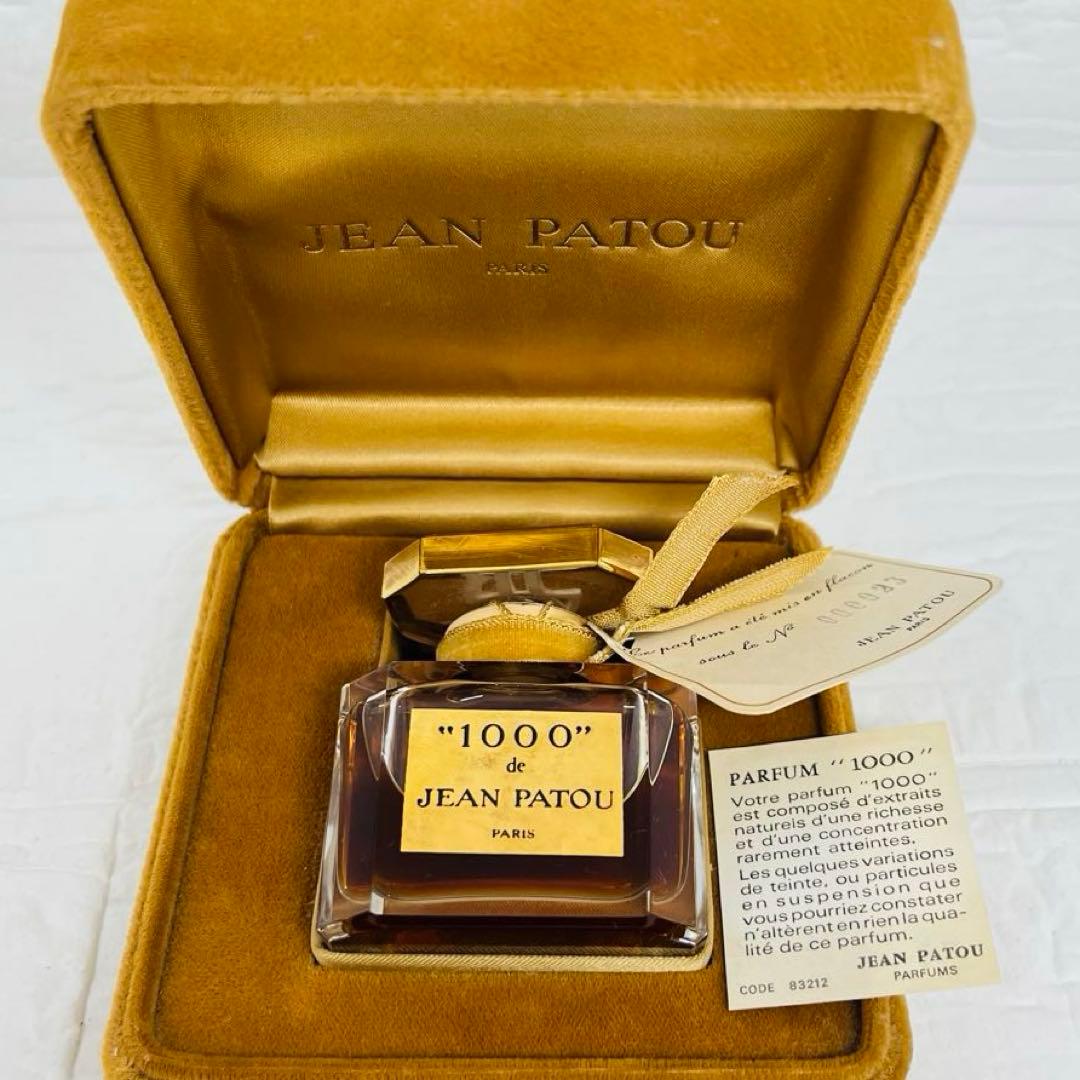 JEAN PATOU
PARIS
Ce parfum a été mis en flacon
sous le Nº 000023
JEAN PATOU
PARIS
"1000"
de
JEAN PATOU
PARIS
PARFUM "1000"
Votre parfum "1000"
est composé d'extraits
naturels d'une richesse
et d'une concentration
rarement atteintes.
Les quelques variations
de teinte, ou particules
en suspension que
vous pourriez constater
n'altèrent en rien la qua-
lité de ce parfum.
JEAN PATOU
PARFUMS
CODE 83212